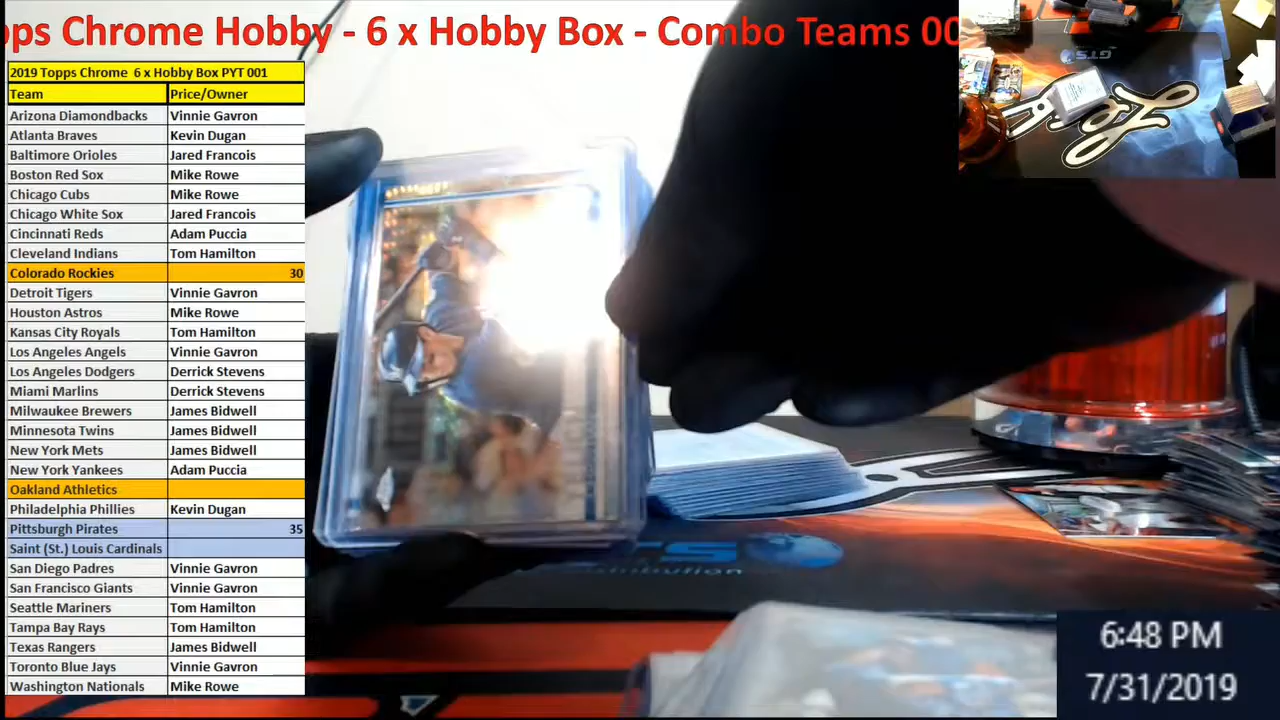 pps Chrome Hobby - 6 x Hobby Box - Combo Teams 00
2019 Topps Chrome 6 x Hobby Box PYT 001
Team Price/Owner
Arizona Diamondbacks Vinnie Gavron
Atlanta Braves Kevin Dugan
Baltimore Orioles Jared Francois
Boston Red Sox Mike Rowe
Chicago Cubs Mike Rowe
Chicago White Sox Jared Francois
Cincinnati Reds Adam Puccia
Cleveland Indians Tom Hamilton
Colorado Rockies 30
Detroit Tigers Vinnie Gavron
Houston Astros Mike Rowe
Kansas City Royals Tom Hamilton
Los Angeles Angels Vinnie Gavron
Los Angeles Dodgers Derrick Stevens
Miami Marlins Derrick Stevens
Milwaukee Brewers James Bidwell
Minnesota Twins James Bidwell
New York Mets James Bidwell
New York Yankees Adam Puccia
Oakland Athletics
Philadelphia Phillies Kevin Dugan
Pittsburgh Pirates 35
Saint (St.) Louis Cardinals
San Diego Padres Vinnie Gavron
San Francisco Giants Vinnie Gavron
Seattle Mariners Tom Hamilton
Tampa Bay Rays Tom Hamilton
Texas Rangers James Bidwell
Toronto Blue Jays Vinnie Gavron
Washington Nationals Mike Rowe
GTS
GTS
6:48 PM
7/31/2019